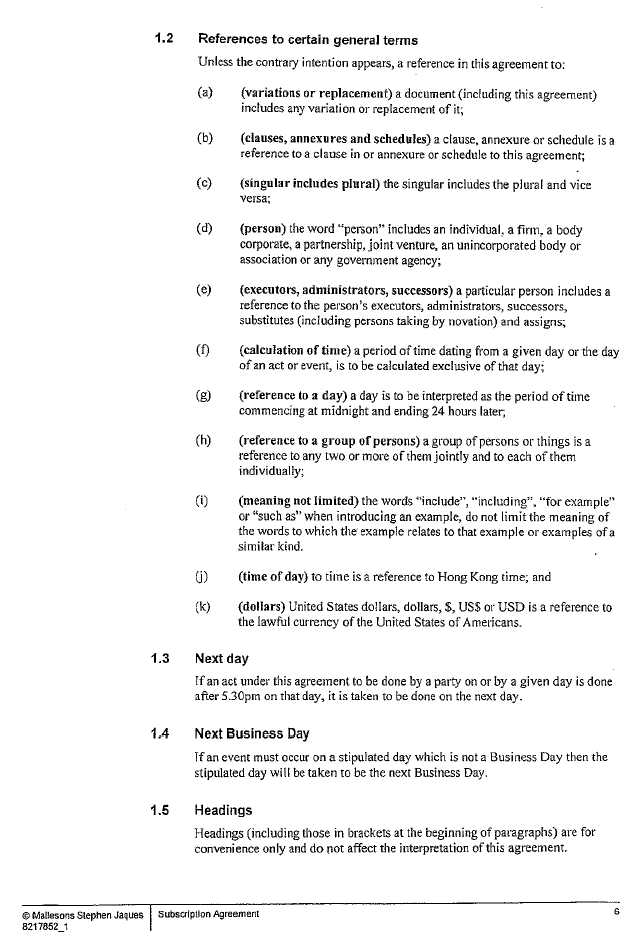 1.2 References to certain general terms
Unless the contrary intention appears, a reference in this agreement to:
(a) (variations or replacement) a document (including this agreement)
includes any variation or replacement of it;
(b) (clauses, annexures and schedules) a clause, annexure or schedule is a
reference to a clause in or annexure or schedule to this agreement;
(c) (singular includes plural) the singular includes the plural and vice
versa;
(d) (person) the word "person" includes an individual, a firm, a body
corporate, a partnership, joint venture, an unincorporated body or
association or any government agency;
(e) (executors, administrators, successors) a particular person includes a
reference to the person's executors, administrators, successors,
substitutes (including persons taking by novation) and assigns;
(f) (calculation of time) a period of time dating from a given day or the day
of an act or event, is to be calculated exclusive of that day;
(g) (reference to a day) a day is to be interpreted as the period of time
commencing at midnight and ending 24 hours later;
(h) (reference to a group of persons) a group of persons or things is a
reference to any two or more of them jointly and to each of them
individually;
(i) (meaning not limited) the words "include", "including", "for example"
or "such as" when introducing an example, do not limit the meaning of
the words to which the example relates to that example or examples of a
similar kind.
(j) (time of day) to time is a reference to Hong Kong time; and
(k) (dollars) United States dollars, dollars, $, US$ or USD is a reference to
the lawful currency of the United States of Americans.
1.3 Next day
If an act under this agreement to be done by a party on or by a given day is done
after 5.30pm on that day, it is taken to be done on the next day.
1.4 Next Business Day
If an event must occur on a stipulated day which is not a Business Day then the
stipulated day will be taken to be the next Business Day.
1.5 Headings
Headings (including those in brackets at the beginning of paragraphs) are for
convenience only and do not affect the interpretation of this agreement.
© Mallesons Stephen Jaques Subscription Agreement 6
8217852_1